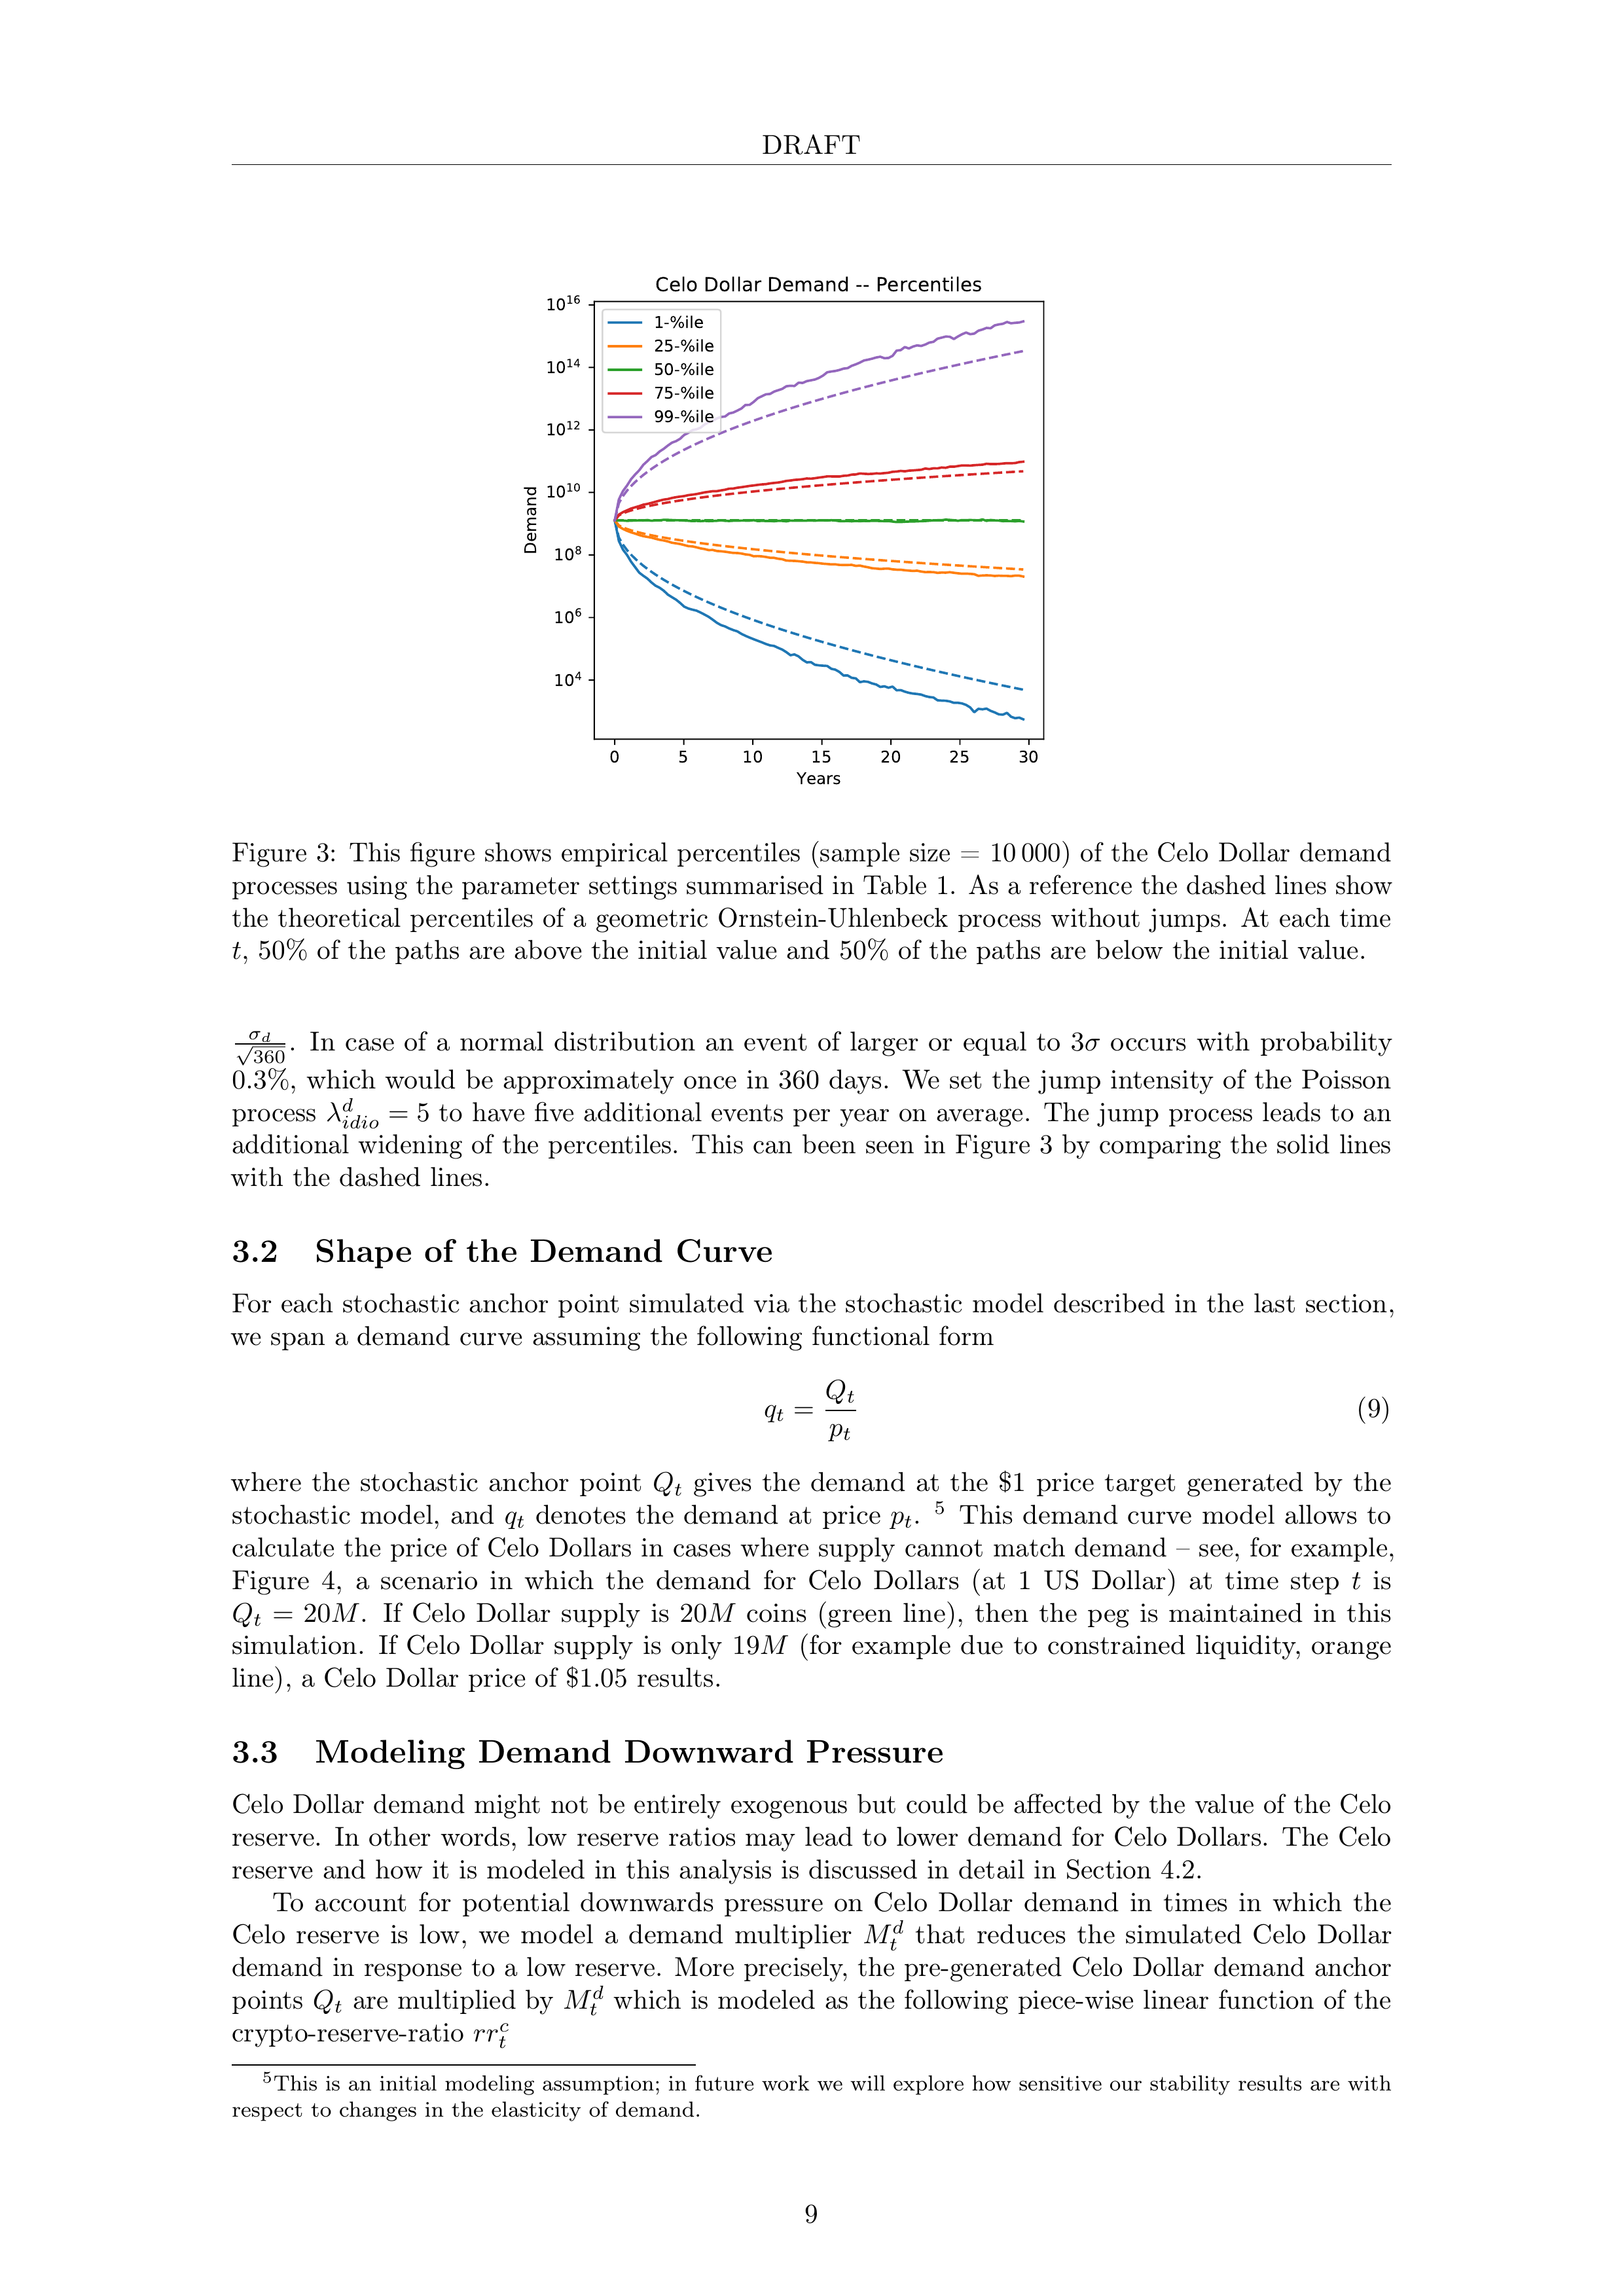 DRAFT
Celo Dollar Demand -- Percentiles
10^16
10^14
10^12
10^10
10^8
10^6
10^4
Demand
1-%ile
25-%ile
50-%ile
75-%ile
99-%ile
0 5 10 15 20 25 30
Years
Figure 3: This figure shows empirical percentiles (sample size = 10 000) of the Celo Dollar demand
processes using the parameter settings summarised in Table 1. As a reference the dashed lines show
the theoretical percentiles of a geometric Ornstein-Uhlenbeck process without jumps. At each time
t, 50% of the paths are above the initial value and 50% of the paths are below the initial value.
σ_d/√360. In case of a normal distribution an event of larger or equal to 3σ occurs with probability
0.3%, which would be approximately once in 360 days. We set the jump intensity of the Poisson
process λ^d_idio = 5 to have five additional events per year on average. The jump process leads to an
additional widening of the percentiles. This can been seen in Figure 3 by comparing the solid lines
with the dashed lines.
3.2 Shape of the Demand Curve
For each stochastic anchor point simulated via the stochastic model described in the last section,
we span a demand curve assuming the following functional form
q_t = Q_t/p_t (9)
where the stochastic anchor point Q_t gives the demand at the $1 price target generated by the
stochastic model, and q_t denotes the demand at price p_t. ^5 This demand curve model allows to
calculate the price of Celo Dollars in cases where supply cannot match demand – see, for example,
Figure 4, a scenario in which the demand for Celo Dollars (at 1 US Dollar) at time step t is
Q_t = 20M. If Celo Dollar supply is 20M coins (green line), then the peg is maintained in this
simulation. If Celo Dollar supply is only 19M (for example due to constrained liquidity, orange
line), a Celo Dollar price of $1.05 results.
3.3 Modeling Demand Downward Pressure
Celo Dollar demand might not be entirely exogenous but could be affected by the value of the Celo
reserve. In other words, low reserve ratios may lead to lower demand for Celo Dollars. The Celo
reserve and how it is modeled in this analysis is discussed in detail in Section 4.2.
To account for potential downwards pressure on Celo Dollar demand in times in which the
Celo reserve is low, we model a demand multiplier M^d_t that reduces the simulated Celo Dollar
demand in response to a low reserve. More precisely, the pre-generated Celo Dollar demand anchor
points Q_t are multiplied by M^d_t which is modeled as the following piece-wise linear function of the
crypto-reserve-ratio rr^c_t
^5This is an initial modeling assumption; in future work we will explore how sensitive our stability results are with
respect to changes in the elasticity of demand.
9